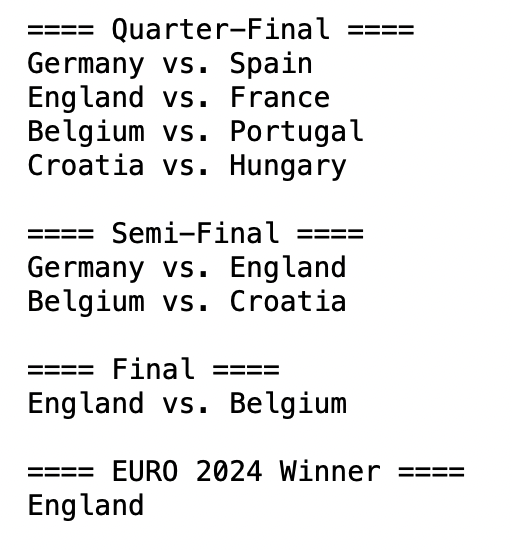 ==== Quarter-Final ====
Germany vs. Spain
England vs. France
Belgium vs. Portugal
Croatia vs. Hungary

==== Semi-Final ====
Germany vs. England
Belgium vs. Croatia

==== Final ====
England vs. Belgium

==== EURO 2024 Winner ====
England